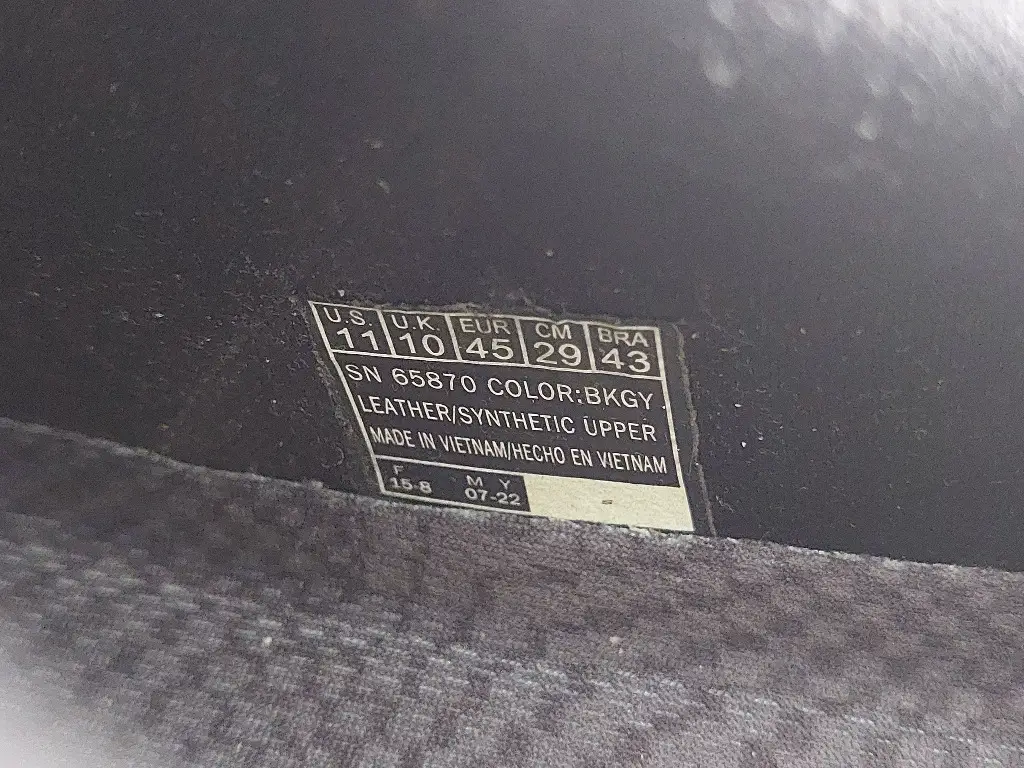 U.S. U.K. EUR CM BRA
11 10 45 29 43
SN 65870 COLOR:BKGY
LEATHER/SYNTHETIC UPPER
MADE IN VIETNAM/HECHO EN VIETNAM
F M Y
15-8 07-22